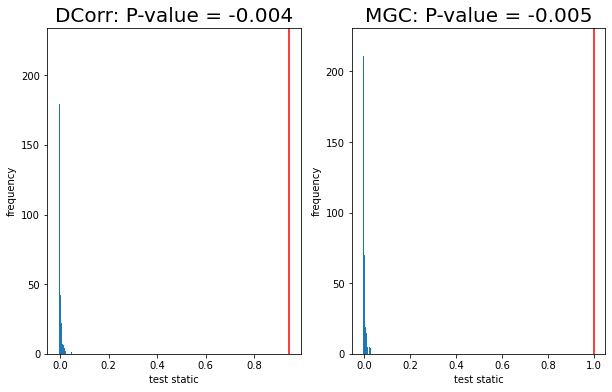 DCorr: P-value = -0.004
200
150
100
50
0
frequency
0.0 0.2 0.4 0.6 0.8
test static
MGC: P-value = -0.005
200
150
100
50
0
frequency
0.0 0.2 0.4 0.6 0.8 1.0
test static